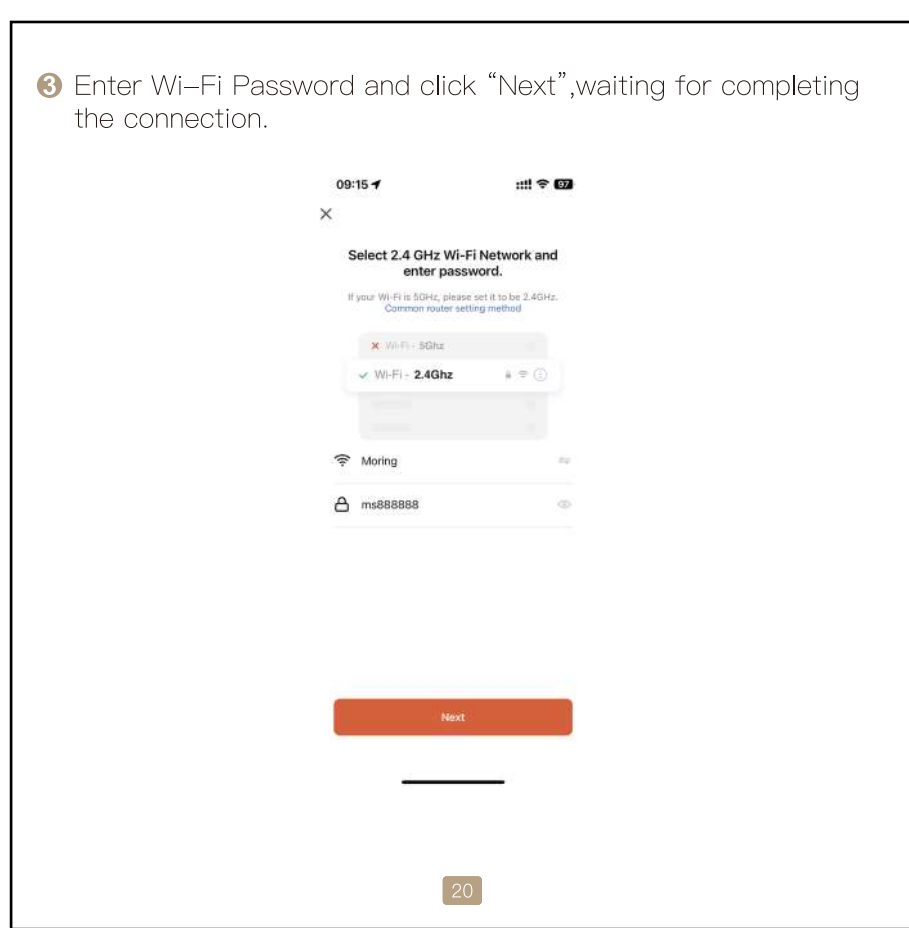 3 Enter Wi-Fi Password and click “Next”,waiting for completing
the connection.
09:15 97
Select 2.4 GHz Wi-Fi Network and
enter password.
If your Wi-Fi is 5GHz, please set it to be 2.4GHz.
Common router setting method
Wi-Fi - 5Ghz
Wi-Fi - 2.4Ghz
Moring
ms888888
Next
20